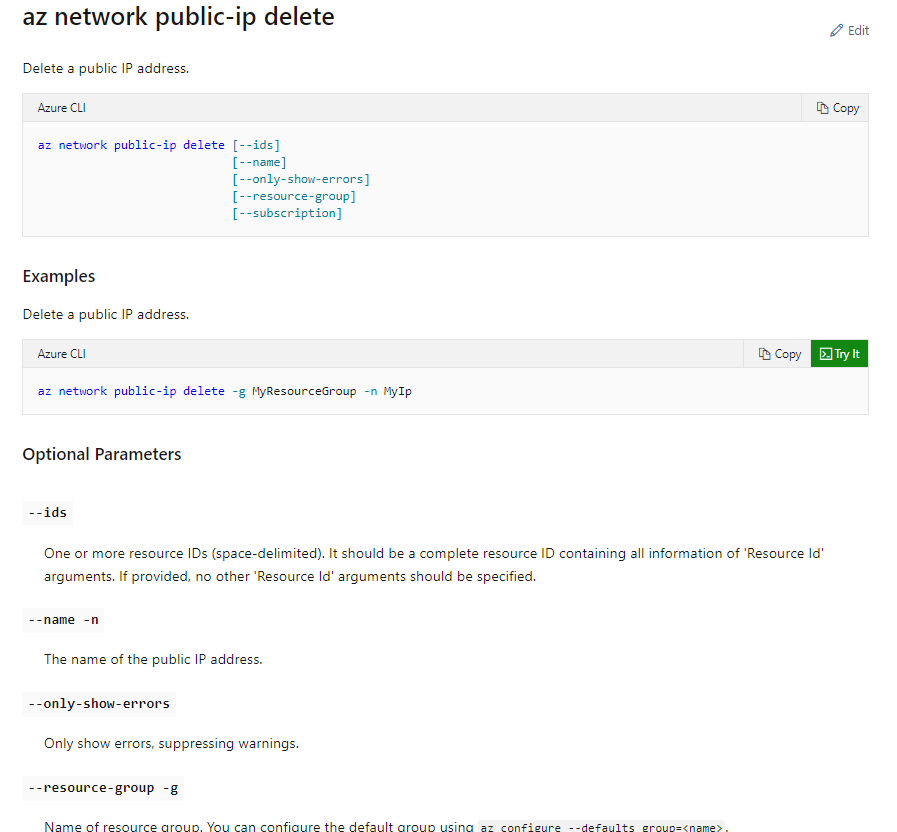 az network public-ip delete
Edit
Delete a public IP address.
Azure CLI
Copy
az network public-ip delete [--ids]
[--name]
[--only-show-errors]
[--resource-group]
[--subscription]
Examples
Delete a public IP address.
Azure CLI
Copy
Try It
az network public-ip delete -g MyResourceGroup -n MyIp
Optional Parameters
--ids
One or more resource IDs (space-delimited). It should be a complete resource ID containing all information of 'Resource Id'
arguments. If provided, no other 'Resource Id' arguments should be specified.
--name -n
The name of the public IP address.
--only-show-errors
Only show errors, suppressing warnings.
--resource-group -g
Name of resource group. You can configure the default group using az configure --defaults group=<name>.